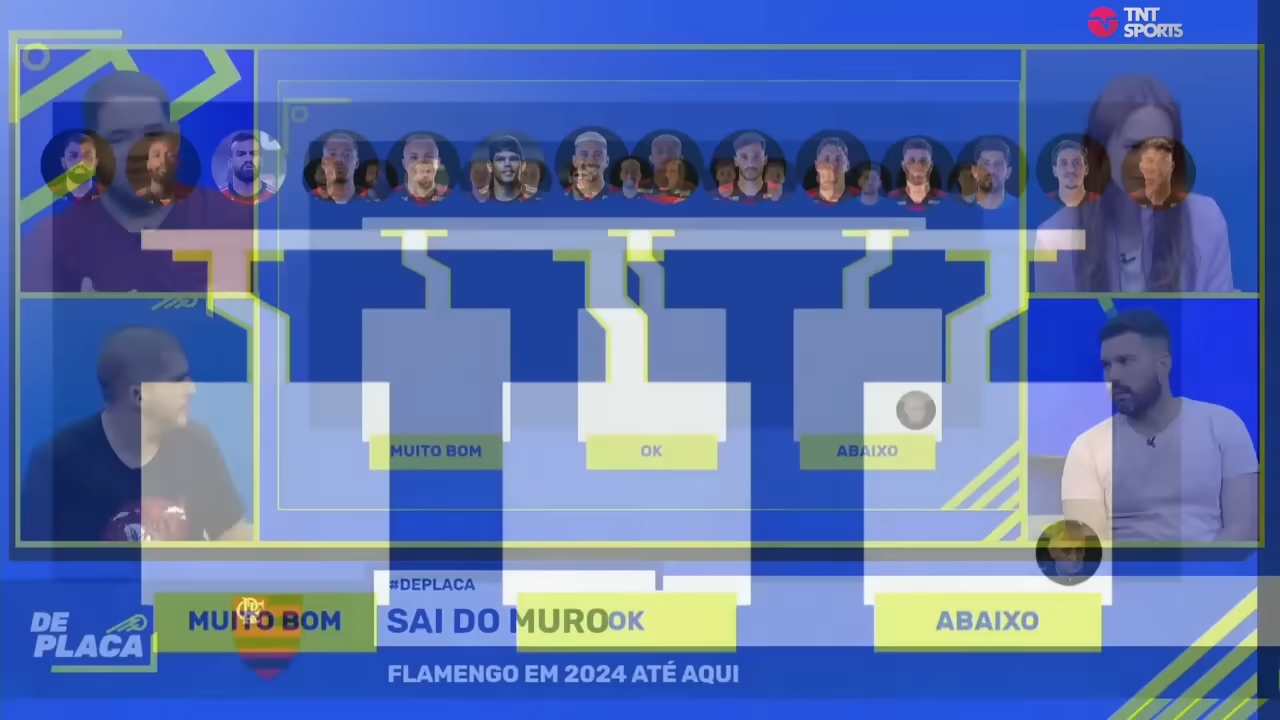 TNT
SPORTS
MUITO BOM
OK
ABAIXO
#DEPLACA
DE
PLACA
MUITO BOM
SAI DO MURO
OK
ABAIXO
FLAMENGO EM 2024 ATÉ AQUI